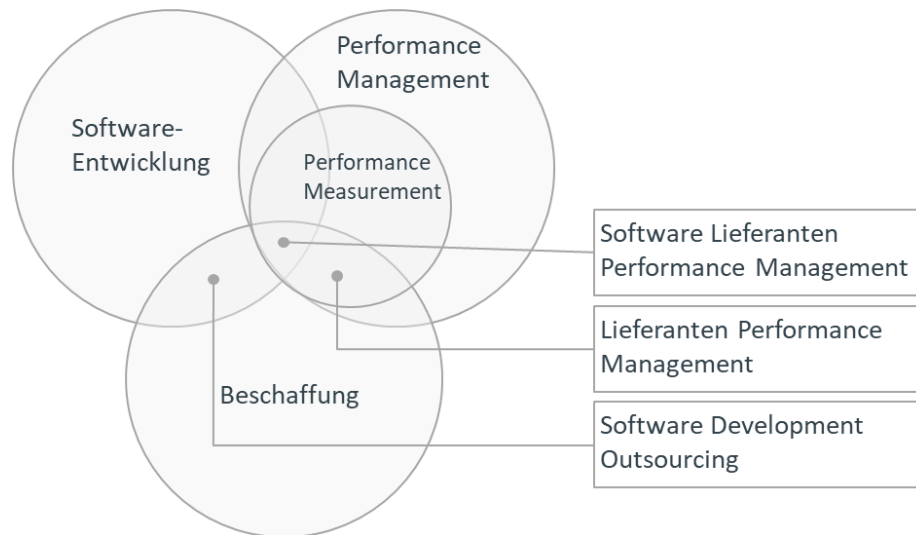 Performance
Management
Software-
Entwicklung
Performance
Measurement
Software Lieferanten
Performance Management
Lieferanten Performance
Management
Beschaffung
Software Development
Outsourcing